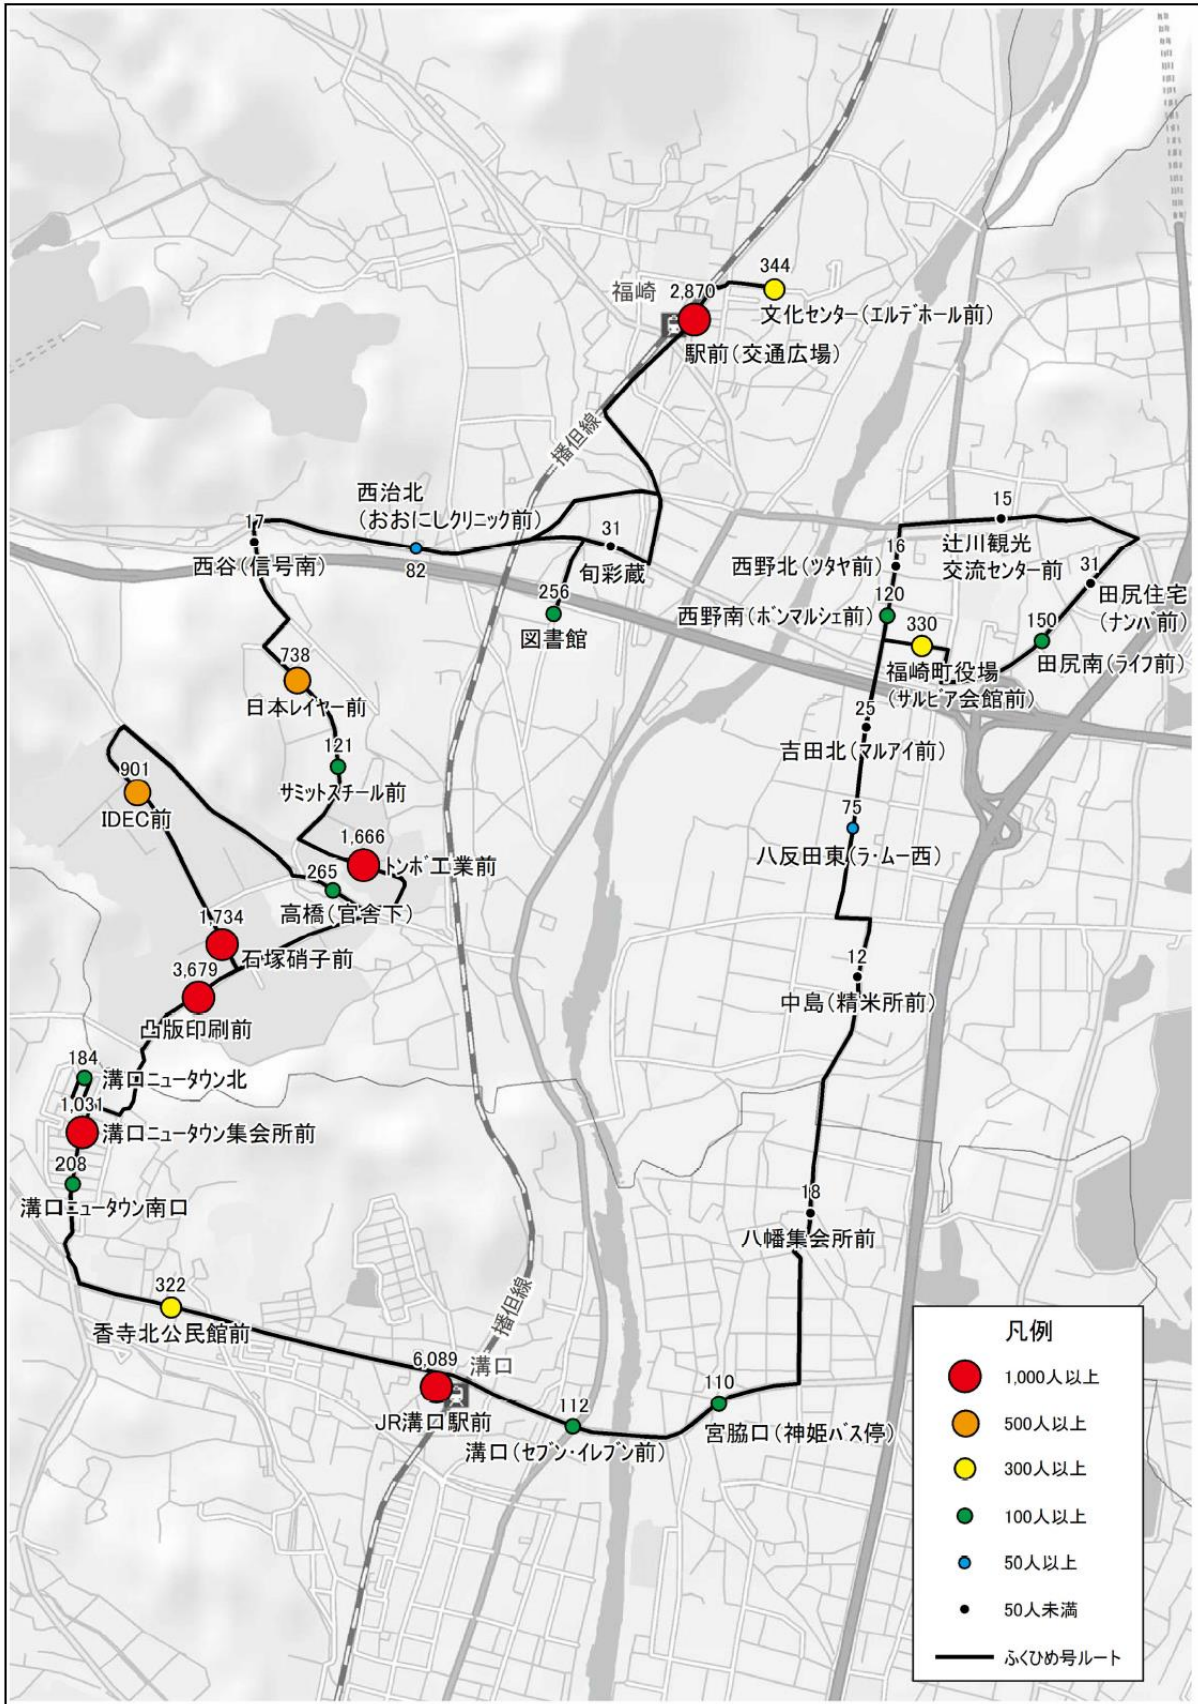 344
文化センター(エルデホール前)
福崎
2,870
駅前(交通広場)
播但線
西治北
(おおにしクリニック前)
82
17
西谷(信号南)
31
旬彩蔵
256
図書館
15
辻川観光
交流センター前
16
西野北(ツタヤ前)
31
田尻住宅
(ナンバ前)
120
西野南(ボンマルシェ前)
330
福崎町役場
(サルビア会館前)
150
田尻南(ライフ前)
738
日本レイヤー前
25
吉田北(マルアイ前)
121
サミットスチール前
901
IDEC前
75
八反田東(ラ・ムー西)
1,666
トンボ工業前
265
高橋(官舎下)
1,734
石塚硝子前
3,679
凸版印刷前
12
中島(精米所前)
184
溝口ニュータウン北
1,031
溝口ニュータウン集会所前
208
溝口ニュータウン南口
18
八幡集会所前
322
香寺北公民館前
播但線
6,089
溝口
JR溝口駅前
112
溝口(セブン・イレブン前)
110
宮脇口(神姫バス停)
凡例
1,000人以上
500人以上
300人以上
100人以上
50人以上
50人未満
ふくひめ号ルート